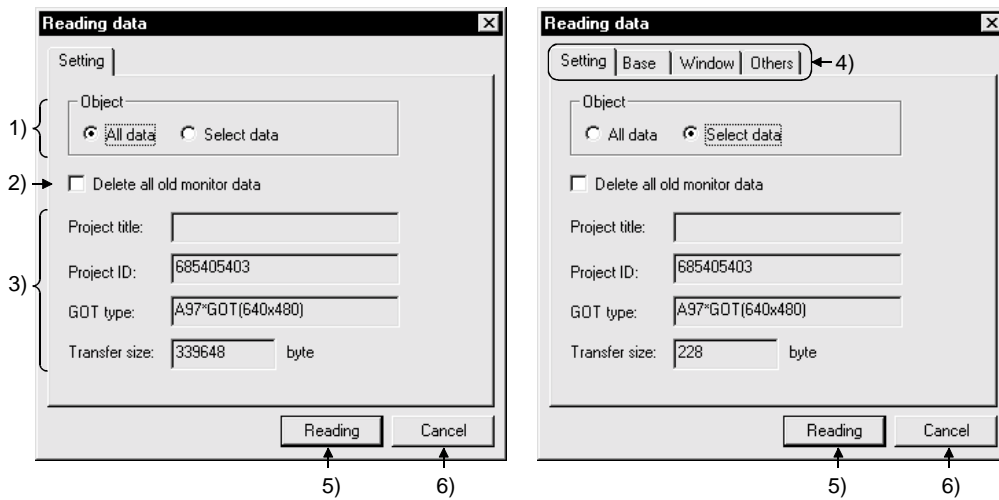 Reading data
Setting
1)
Object
All data Select data
2)
Delete all old monitor data
3)
Project title:
Project ID: 685405403
GOT type: A97*GOT(640x480)
Transfer size: 339648 byte
Reading Cancel
5) 6)
Reading data
Setting Base Window Others 4)
Object
All data Select data
Delete all old monitor data
Project title:
Project ID: 685405403
GOT type: A97*GOT(640x480)
Transfer size: 228 byte
Reading Cancel
5) 6)